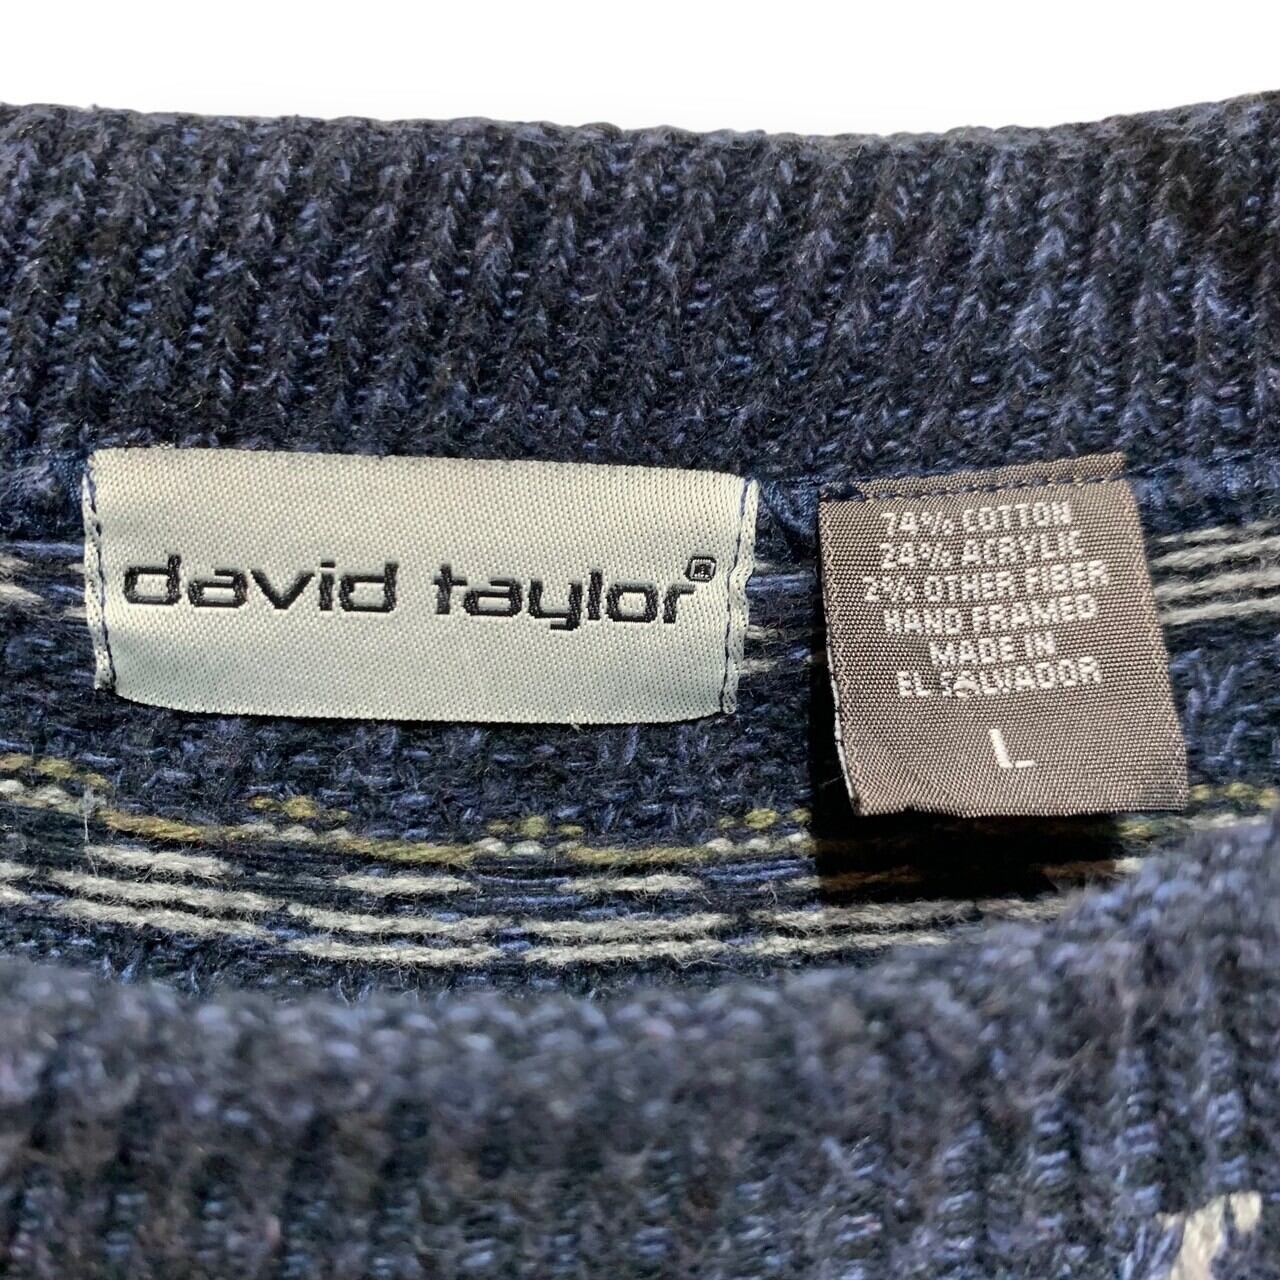 david taylor®
74% COTTON
24% ACRYLIC
2% OTHER FIBER
HAND FRAMED
MADE IN
EL SALVADOR
L